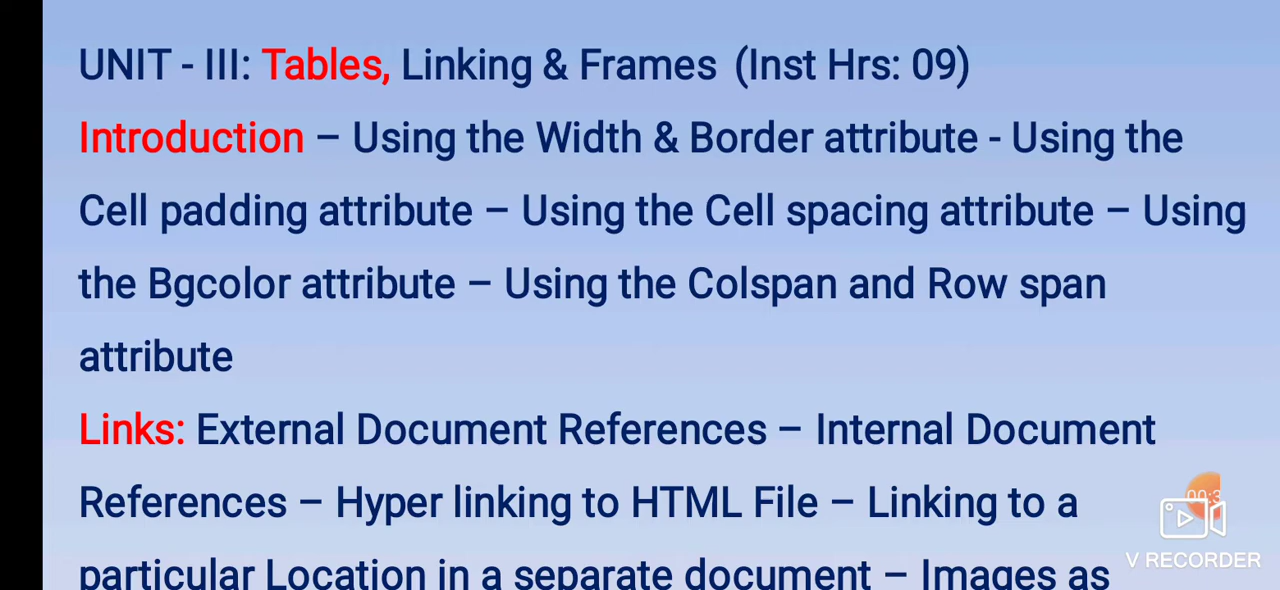 UNIT - III: Tables, Linking & Frames (Inst Hrs: 09)
Introduction – Using the Width & Border attribute - Using the
Cell padding attribute – Using the Cell spacing attribute – Using
the Bgcolor attribute – Using the Colspan and Row span
attribute
Links: External Document References – Internal Document
References – Hyper linking to HTML File – Linking to a
particular Location in a separate document – Images as
V RECORDER